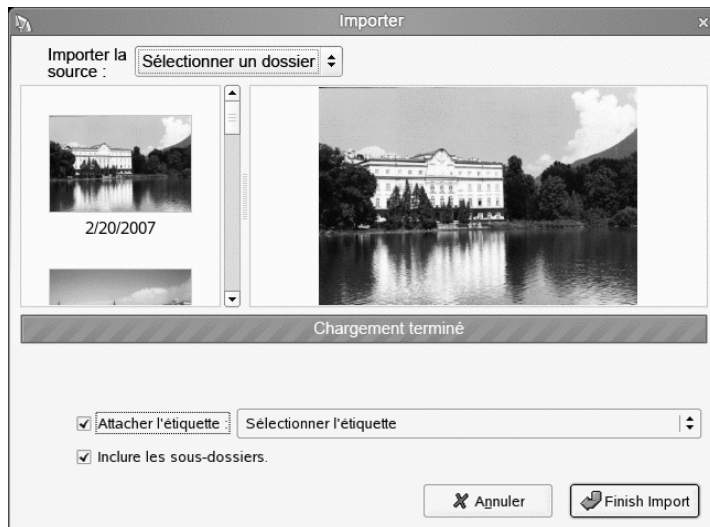 Importer
Importer la
source :
Sélectionner un dossier
2/20/2007
Chargement terminé
Attacher l'étiquette :
Sélectionner l'étiquette
Inclure les sous-dossiers.
Annuler
Finish Import